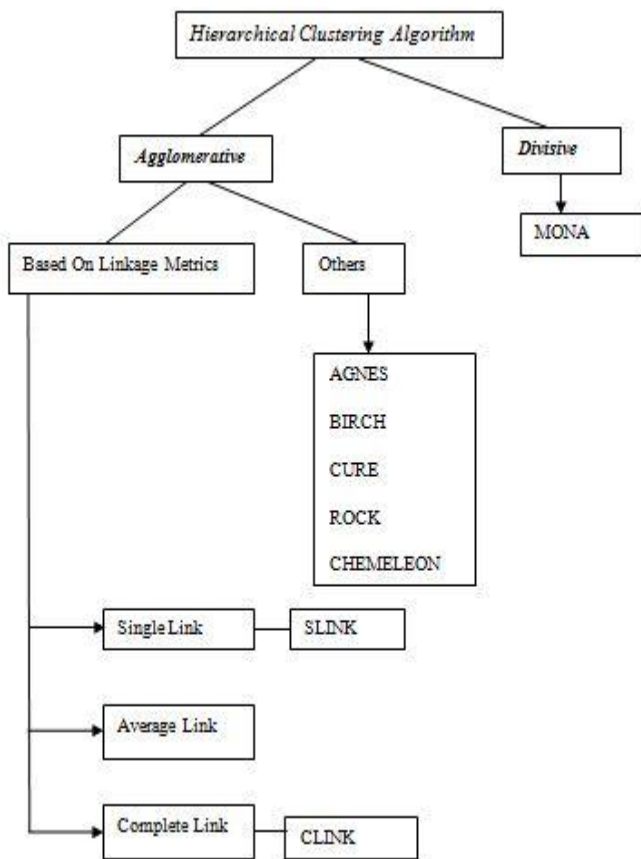 Hierarchical Clustering Algorithm
Agglomerative
Divisive
MONA
Based On Linkage Metrics
Others
AGNES
BIRCH
CURE
ROCK
CHEMELEON
Single Link
SLINK
Average Link
Complete Link
CLINK